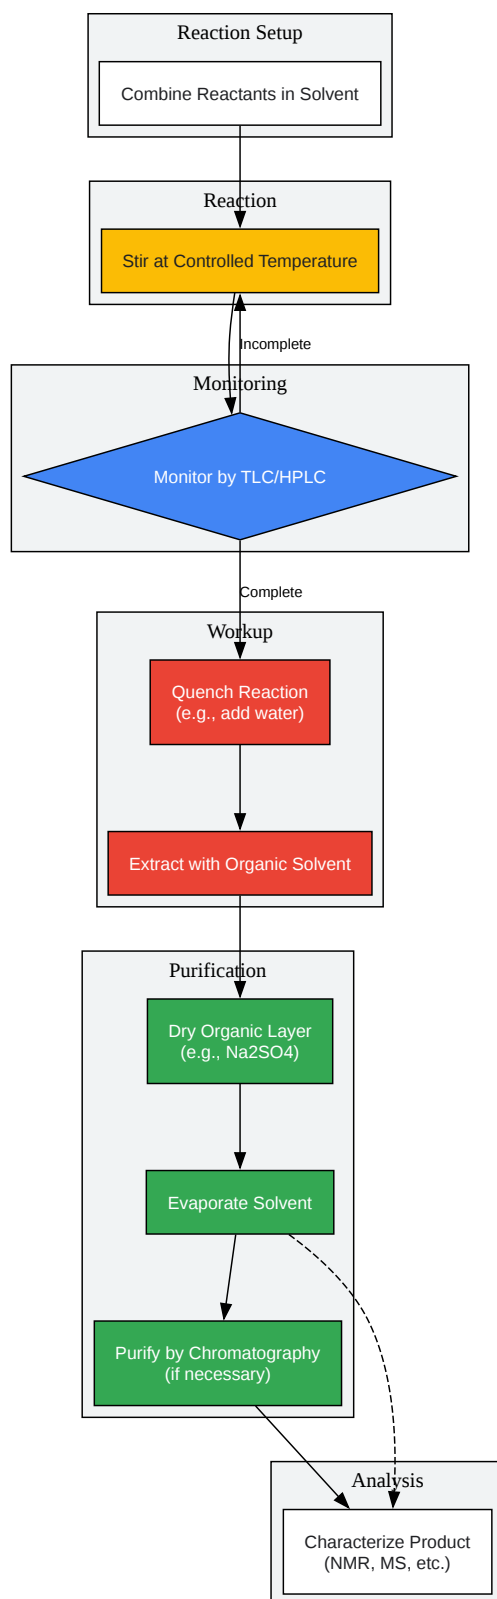 Reaction Setup
Combine Reactants in Solvent
Reaction
Stir at Controlled Temperature
Incomplete
Monitoring
Monitor by TLC/HPLC
Complete
Workup
Quench Reaction
(e.g., add water)
Extract with Organic Solvent
Purification
Dry Organic Layer
(e.g., Na2SO4)
Evaporate Solvent
Purify by Chromatography
(if necessary)
Analysis
Characterize Product
(NMR, MS, etc.)